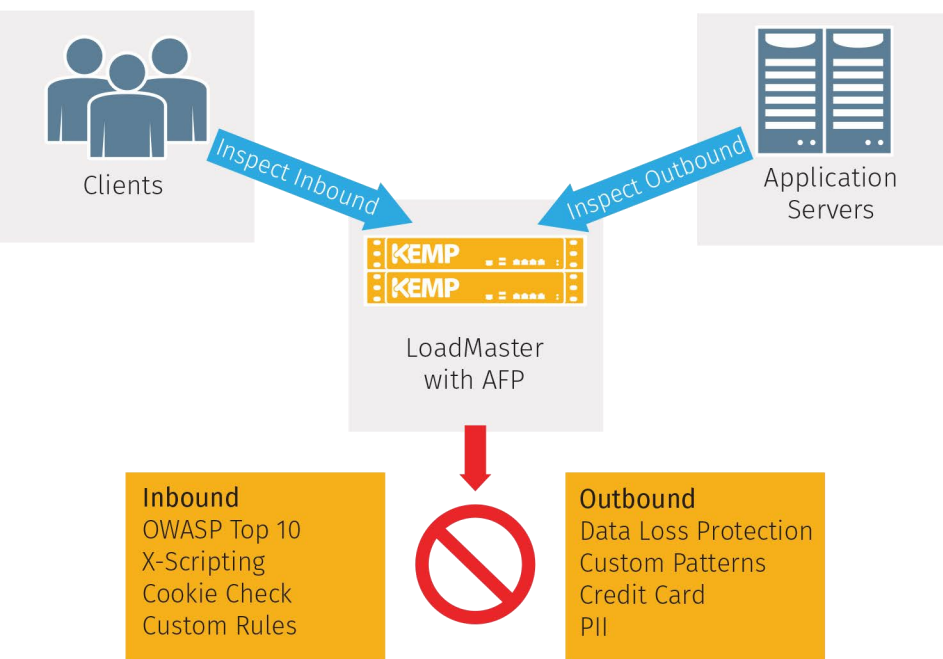 Clients
Inspect Inbound
Inspect Outbound
Application
Servers
KEMP
KEMP
LoadMaster
with AFP
Inbound
OWASP Top 10
X-Scripting
Cookie Check
Custom Rules
Outbound
Data Loss Protection
Custom Patterns
Credit Card
PII